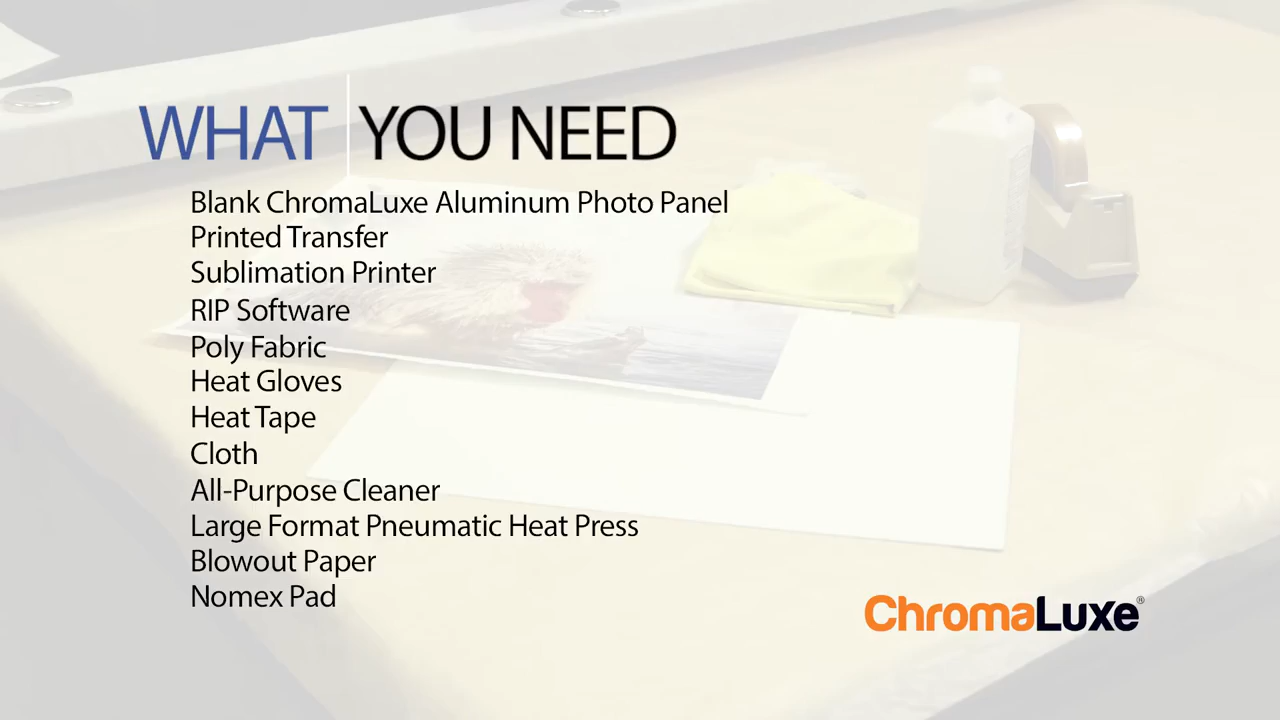 WHAT YOU NEED
Blank ChromaLuxe Aluminum Photo Panel
Printed Transfer
Sublimation Printer
RIP Software
Poly Fabric
Heat Gloves
Heat Tape
Cloth
All-Purpose Cleaner
Large Format Pneumatic Heat Press
Blowout Paper
Nomex Pad
ChromaLuxe®